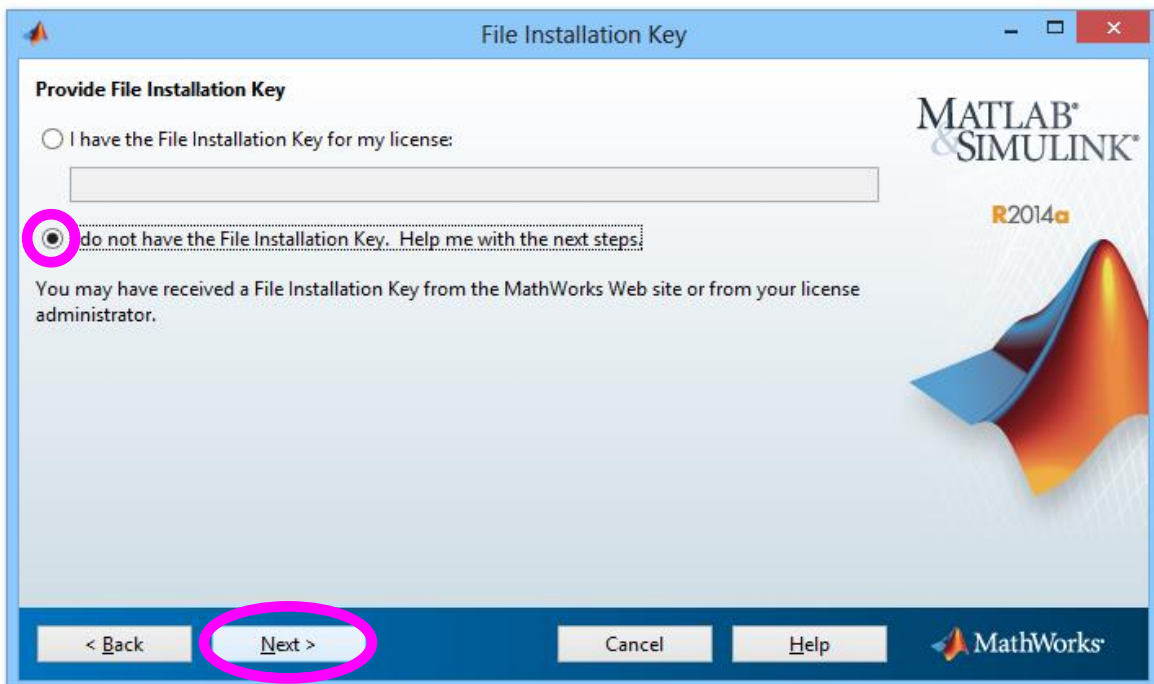 File Installation Key
Provide File Installation Key
I have the File Installation Key for my license:
do not have the File Installation Key. Help me with the next steps.
You may have received a File Installation Key from the MathWorks Web site or from your license
administrator.
MATLAB®
&SIMULINK®
R2014a
< Back
Next >
Cancel
Help
MathWorks®